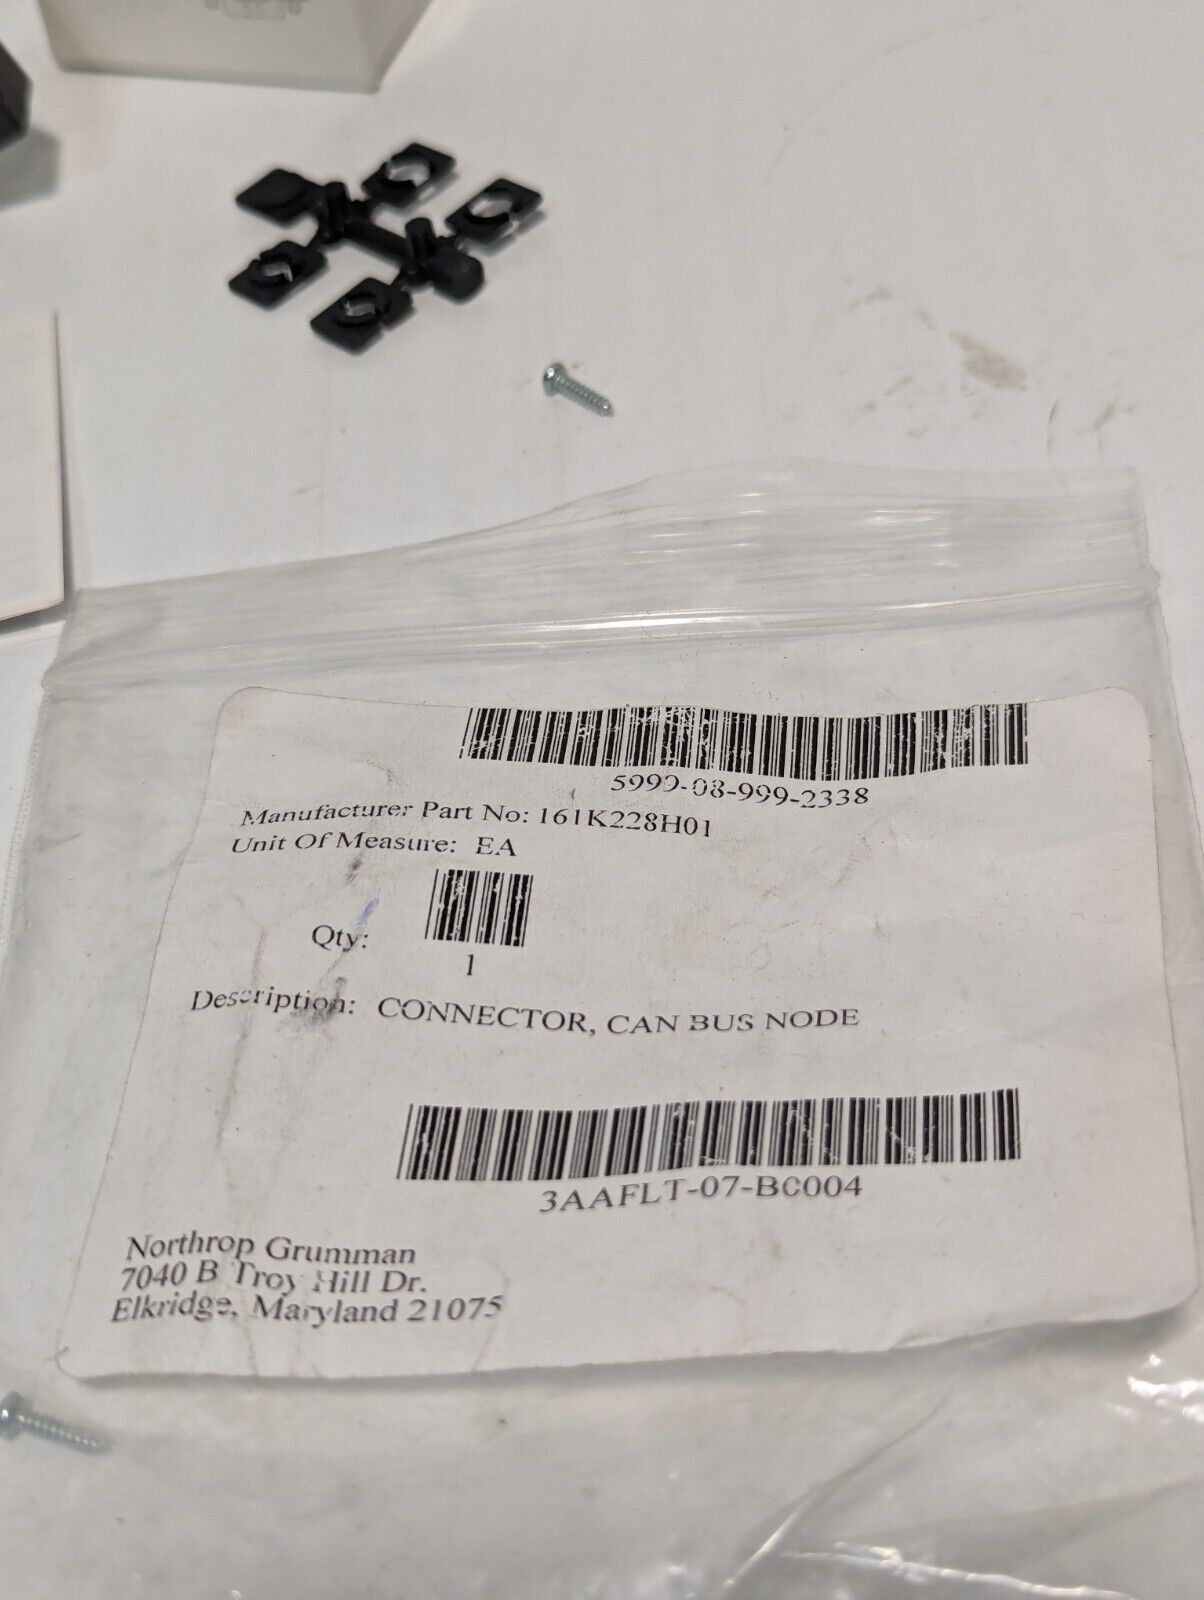 5999-08-999-2338
Manufacturer Part No: 161K228H01
Unit Of Measure: EA
Qty:
1
Description: CONNECTOR, CAN BUS NODE
3AAFLT-07-BC004
Northrop Grumman
7040 B Troy Hill Dr.
Elkridge, Maryland 21075